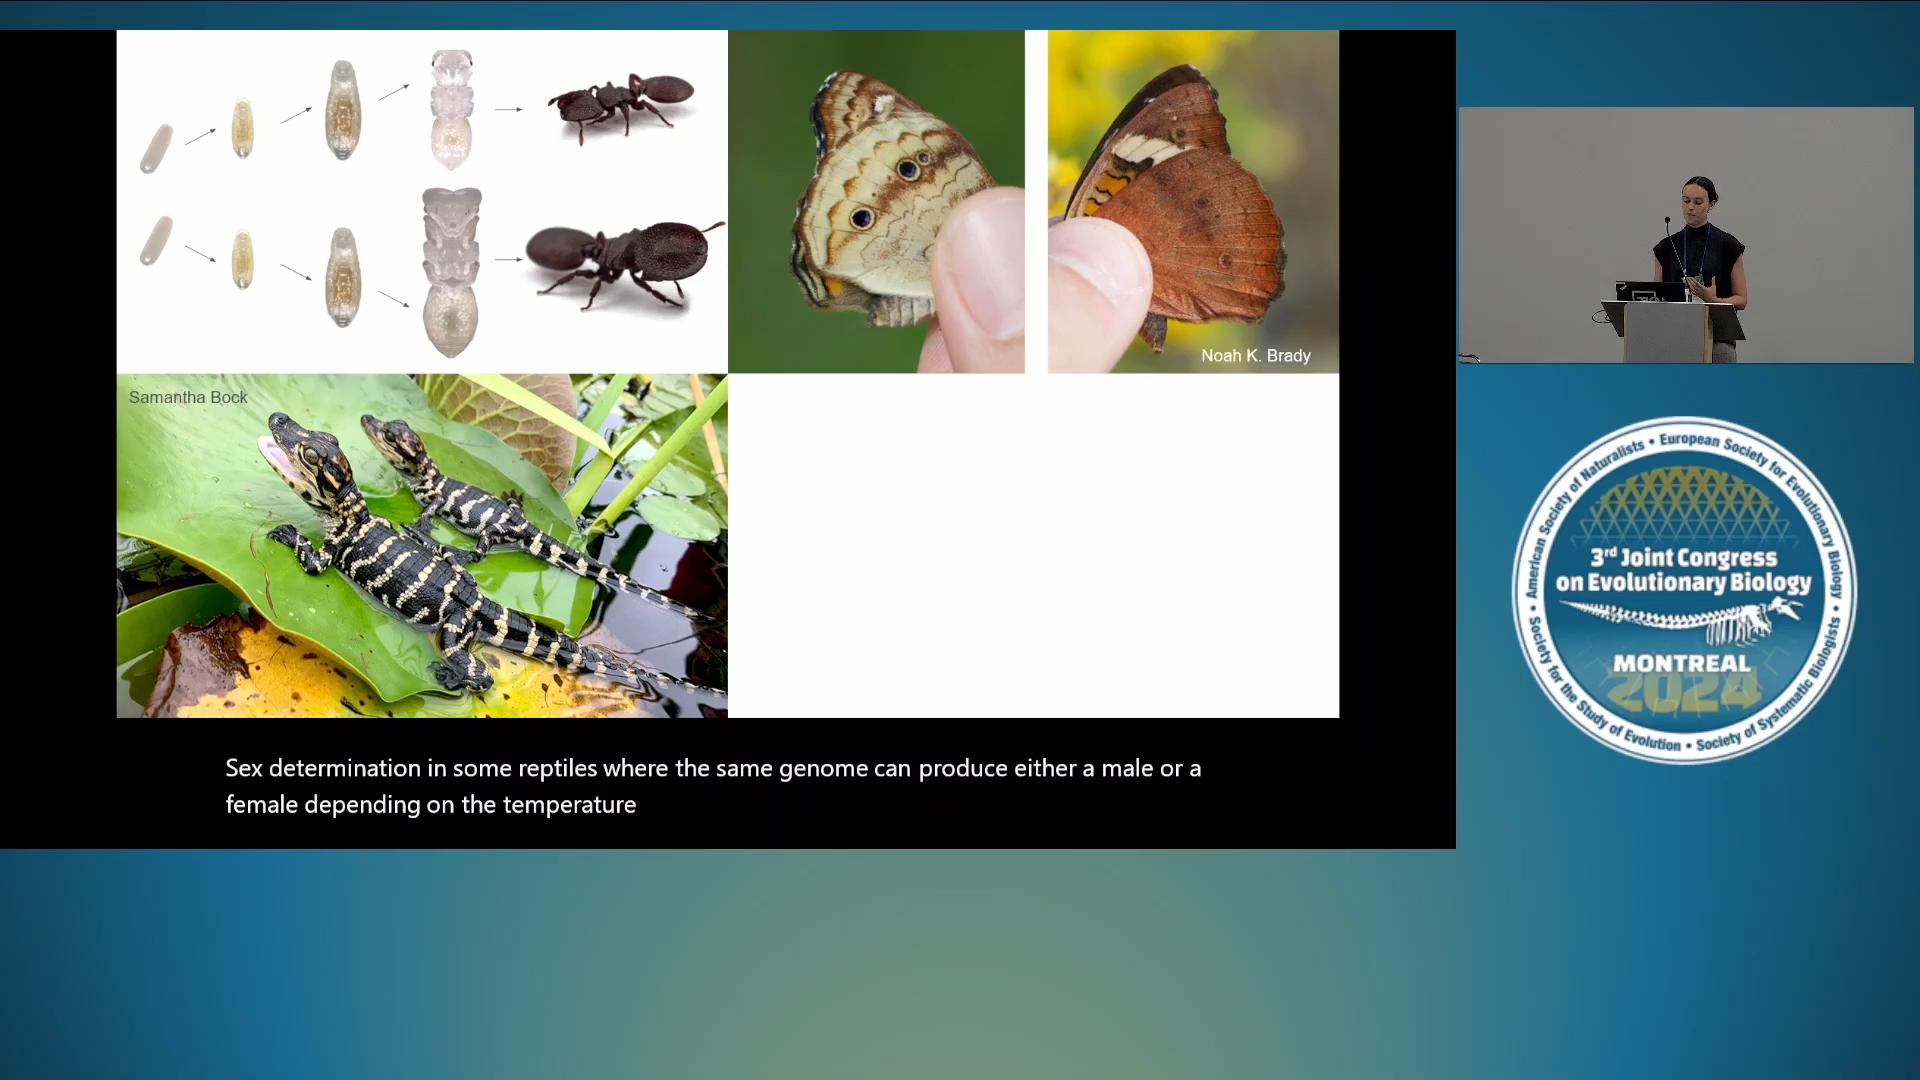 Noah K. Brady
Samantha Bock
Sex determination in some reptiles where the same genome can produce either a male or a
female depending on the temperature
American Society of Naturalists • European Society for Evolutionary Biology •
Society for the Study of Evolution • Society of Systematic Biologists •
3rd Joint Congress
on Evolutionary Biology
MONTREAL
2024